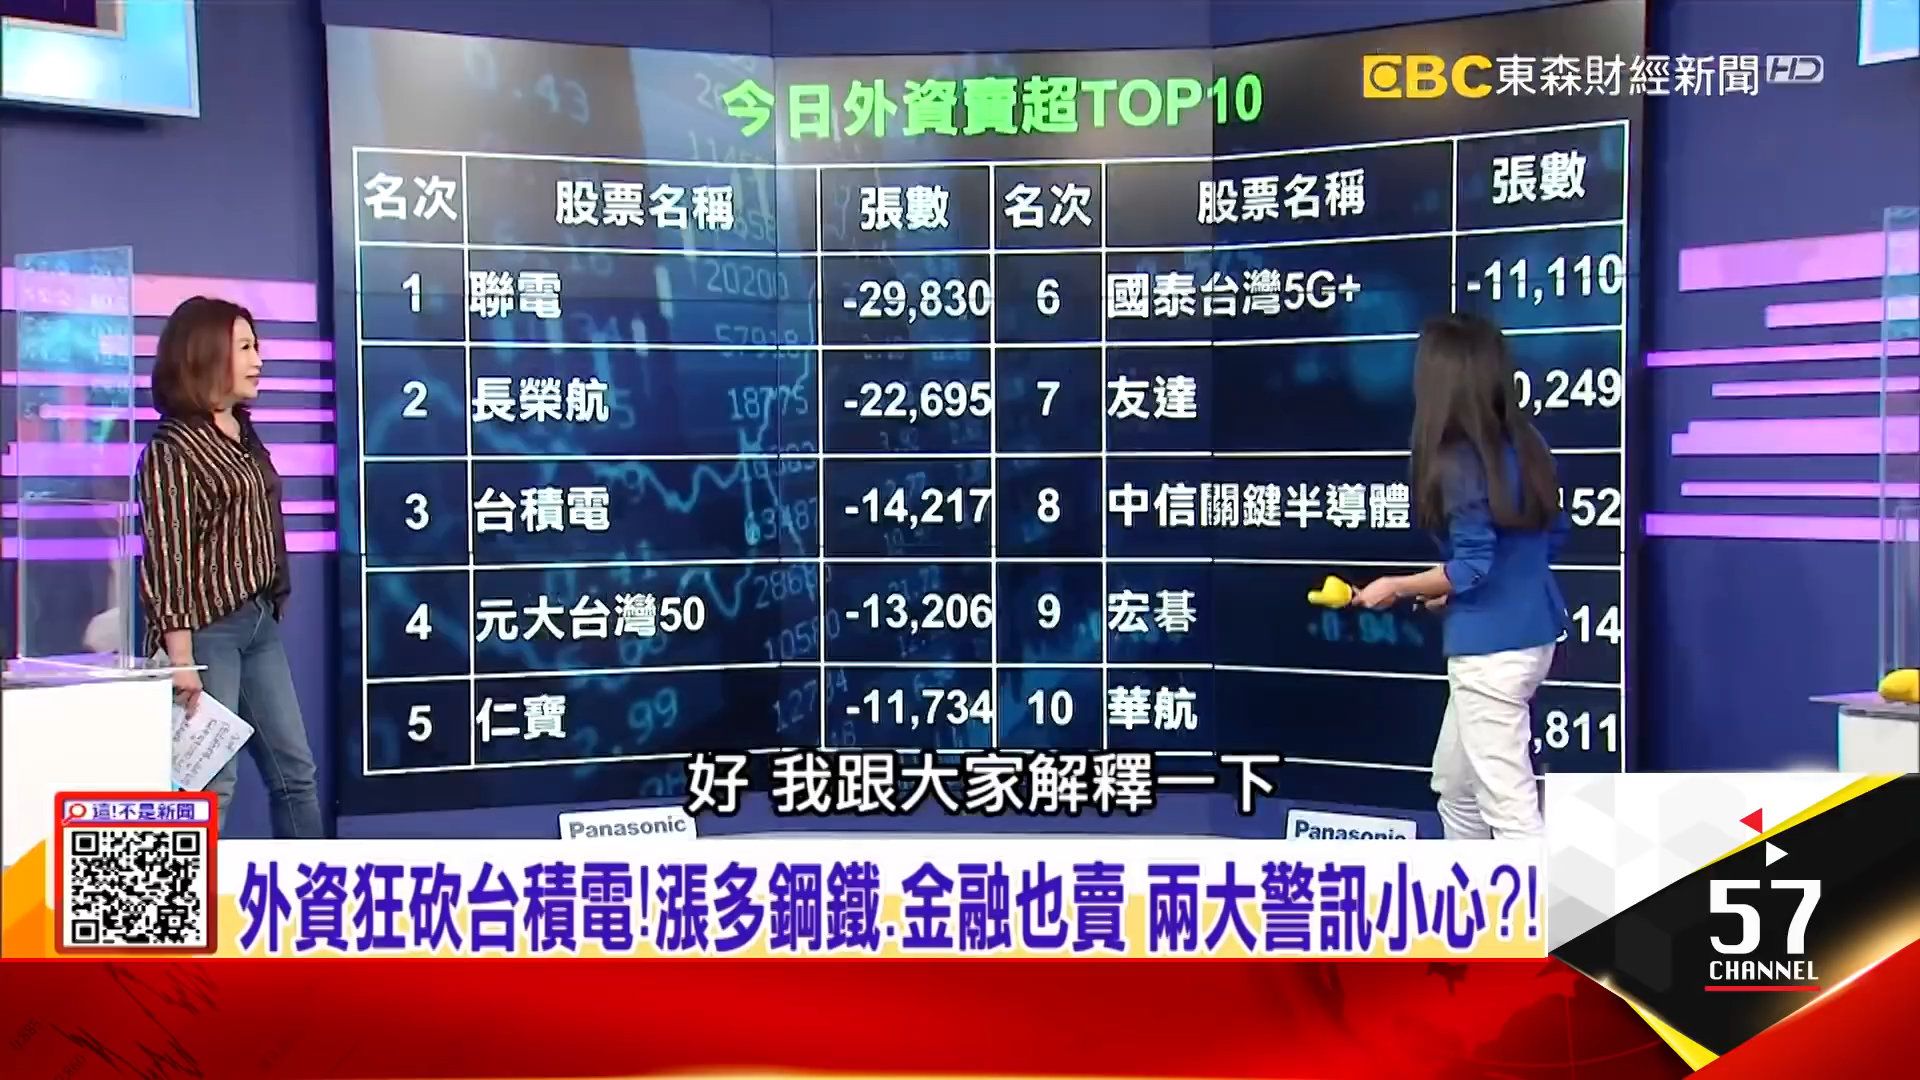 EBC東森財經新聞HD
今日外資賣超TOP10
名次 股票名稱 張數 名次 股票名稱 張數
1 聯電 -29,830 6 國泰台灣5G+ -11,110
2 長榮航 -22,695 7 友達 0,249
3 台積電 -14,217 8 中信關鍵半導體 152
4 元大台灣50 -13,206 9 宏碁 14
5 仁寶 -11,734 10 華航 ,811
好 我跟大家解釋一下
Panasonic
Panasonic
這!不是新聞
外資狂砍台積電!漲多鋼鐵.金融也賣 兩大警訊小心?!
57
CHANNEL